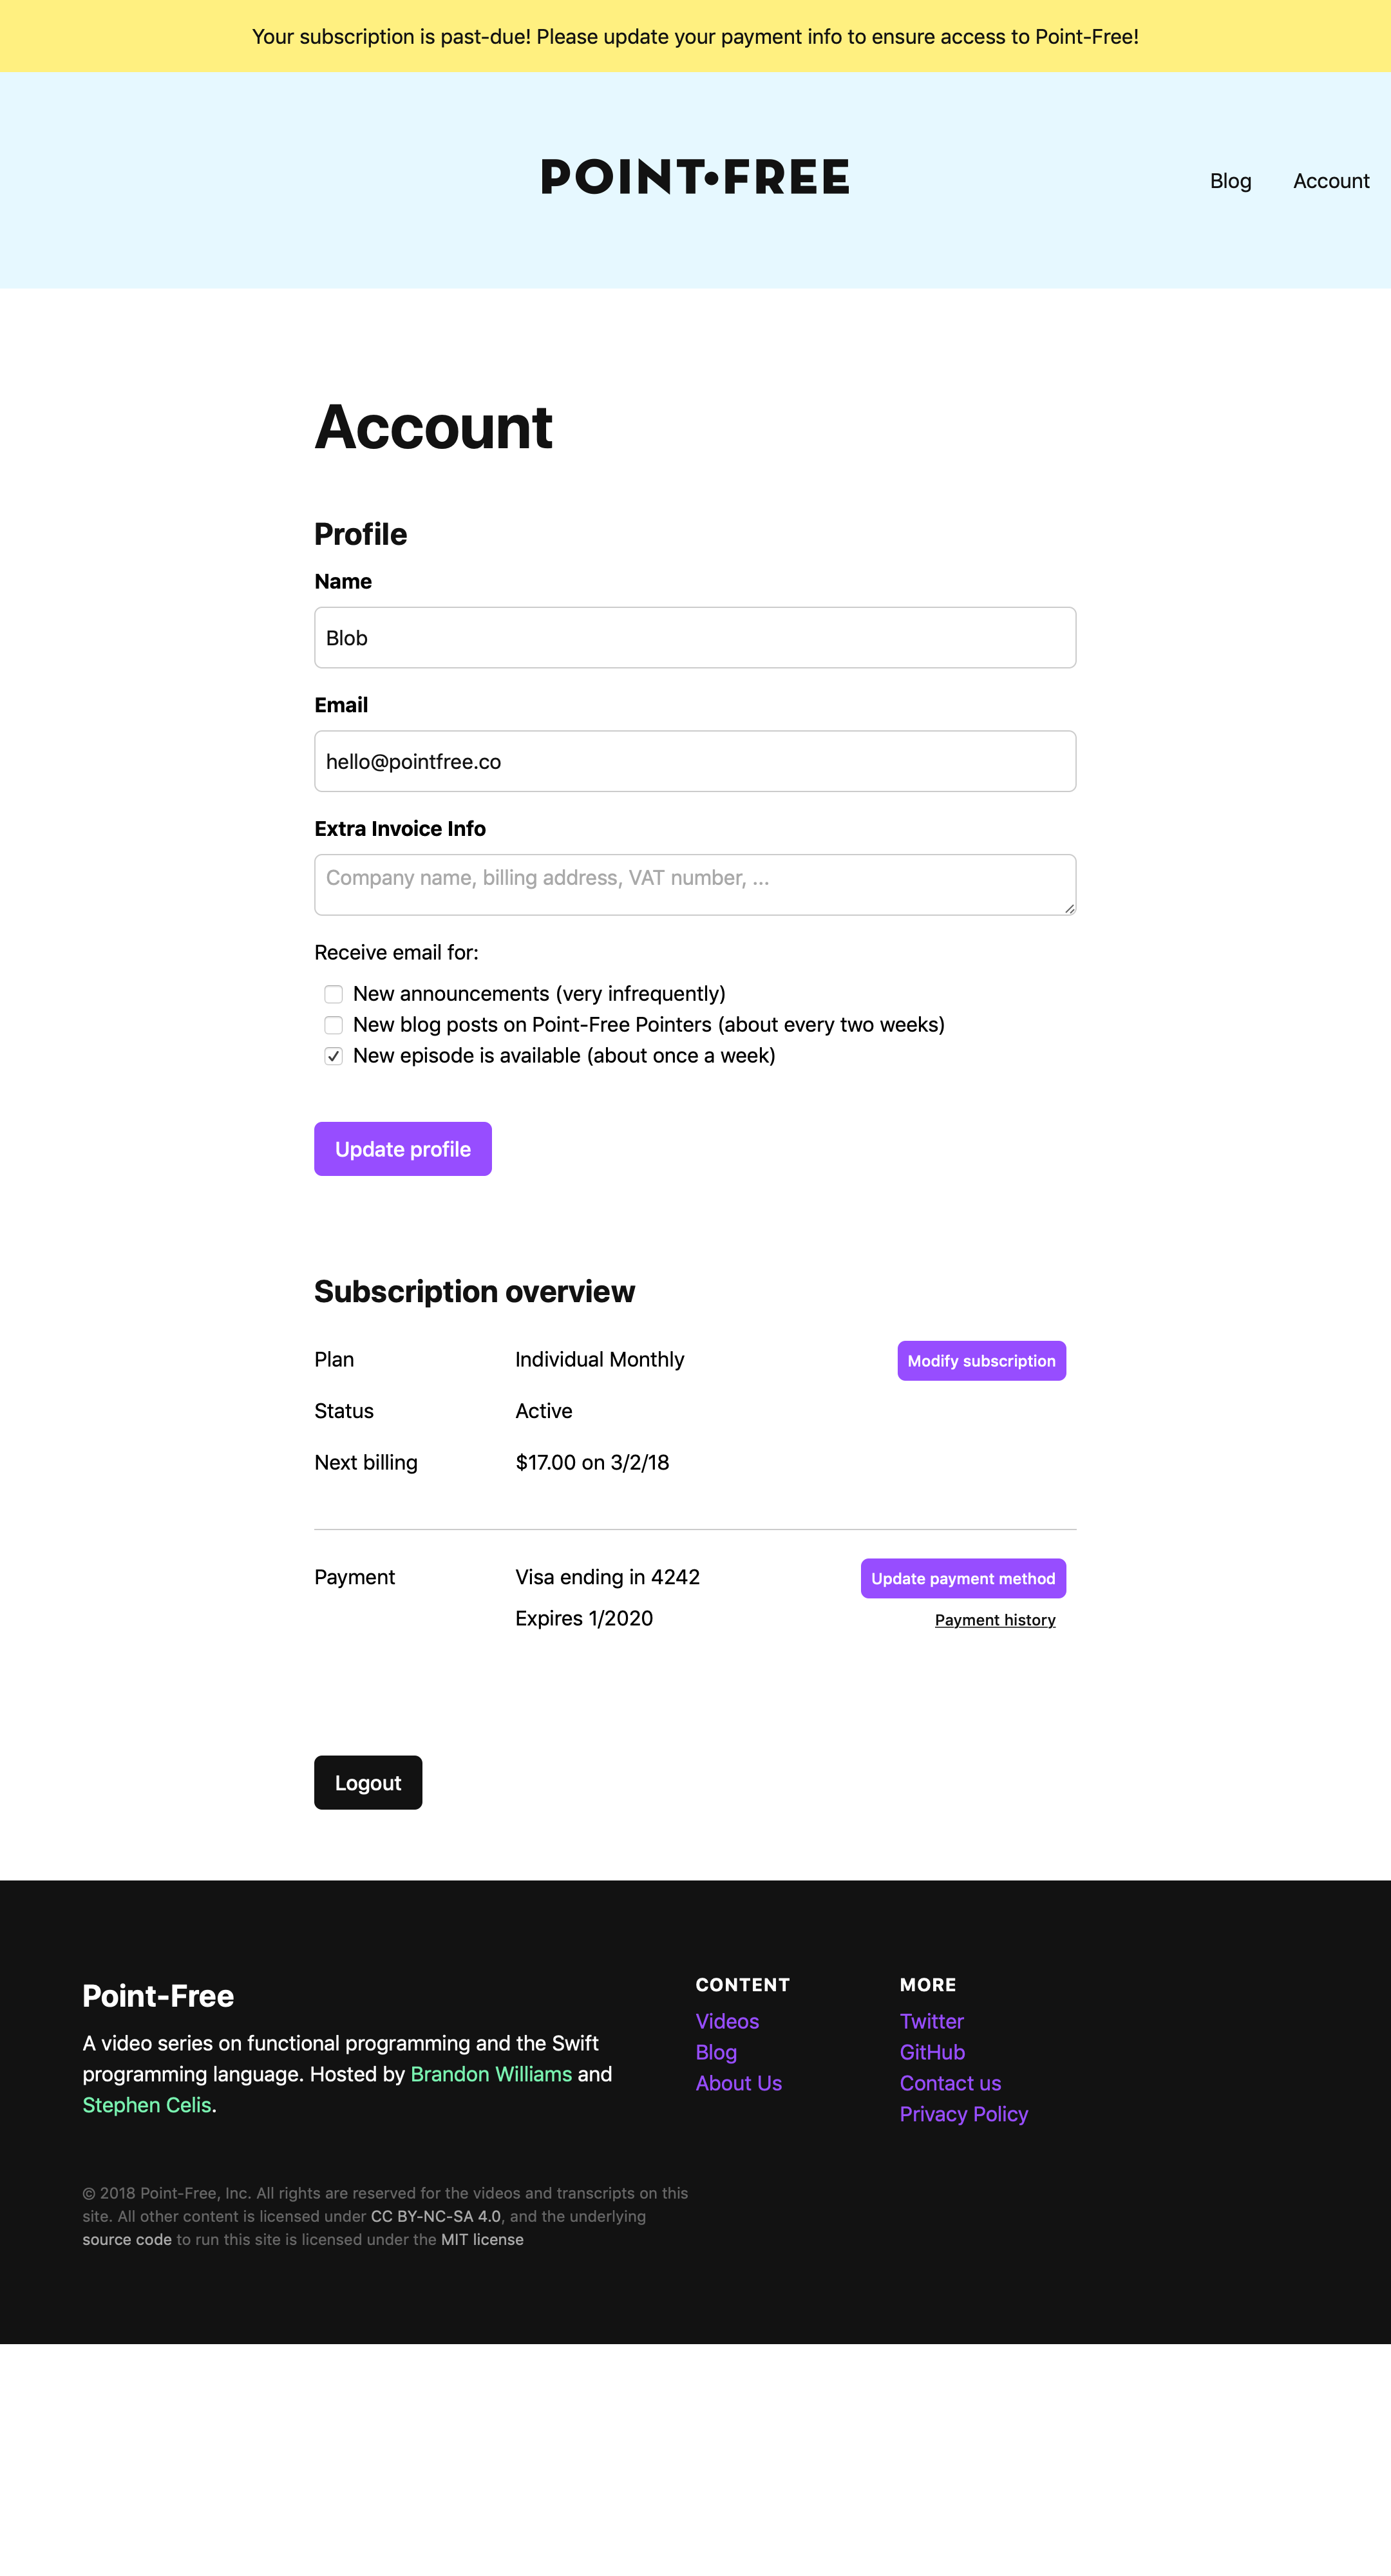 Your subscription is past-due! Please update your payment info to ensure access to Point-Free!
POINT•FREE
Blog
Account
Account
Profile
Name
Blob
Email
hello@pointfree.co
Extra Invoice Info
Company name, billing address, VAT number, ...
Receive email for:
New announcements (very infrequently)
New blog posts on Point-Free Pointers (about every two weeks)
New episode is available (about once a week)
Update profile
Subscription overview
Plan
Individual Monthly
Modify subscription
Status
Active
Next billing
$17.00 on 3/2/18
Payment
Visa ending in 4242
Update payment method
Expires 1/2020
Payment history
Logout
Point-Free
A video series on functional programming and the Swift
programming language. Hosted by Brandon Williams and
Stephen Celis.
CONTENT
Videos
Blog
About Us
MORE
Twitter
GitHub
Contact us
Privacy Policy
© 2018 Point-Free, Inc. All rights are reserved for the videos and transcripts on this
site. All other content is licensed under CC BY-NC-SA 4.0, and the underlying
source code to run this site is licensed under the MIT license